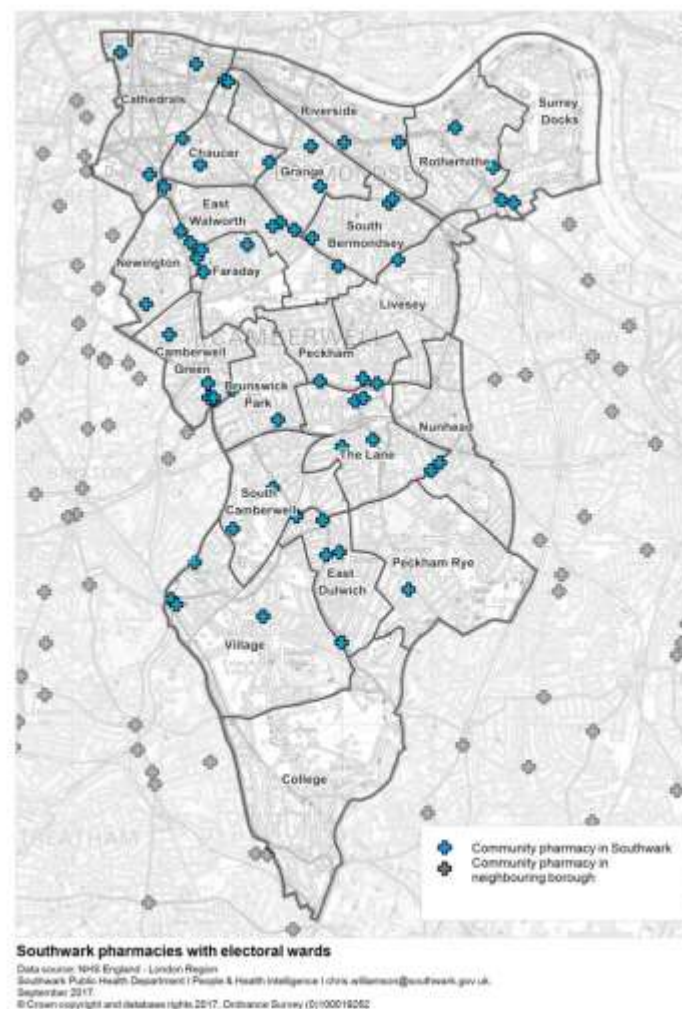 Cathedrals
Riverside
Surrey
Docks
Chaucer
Rotherhithe
Grange
East
Walworth
South
Bermondsey
Newington
Faraday
Livesey
CAMBERWELL
Camberwell
Green
Peckham
Brunswick
Park
Nunhead
The Lane
South
Camberwell
Peckham Rye
East
Dulwich
Village
College
Community pharmacy in Southwark
Community pharmacy in
neighbouring borough
Southwark pharmacies with electoral wards
Data source: NHS England - London Region
Southwark Public Health Department I People & Health Intelligence I chris.williamson@southwark.gov.uk.
September 2017.
© Crown copyright and database rights 2017, Ordnance Survey (0)100019252